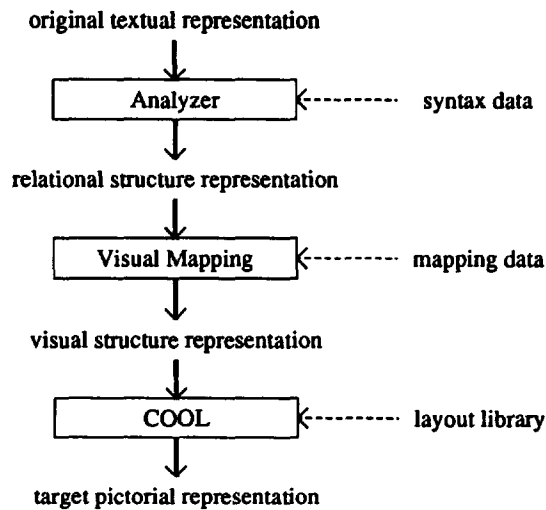 original textual representation
Analyzer
syntax data
relational structure representation
Visual Mapping
mapping data
visual structure representation
COOL
layout library
target pictorial representation